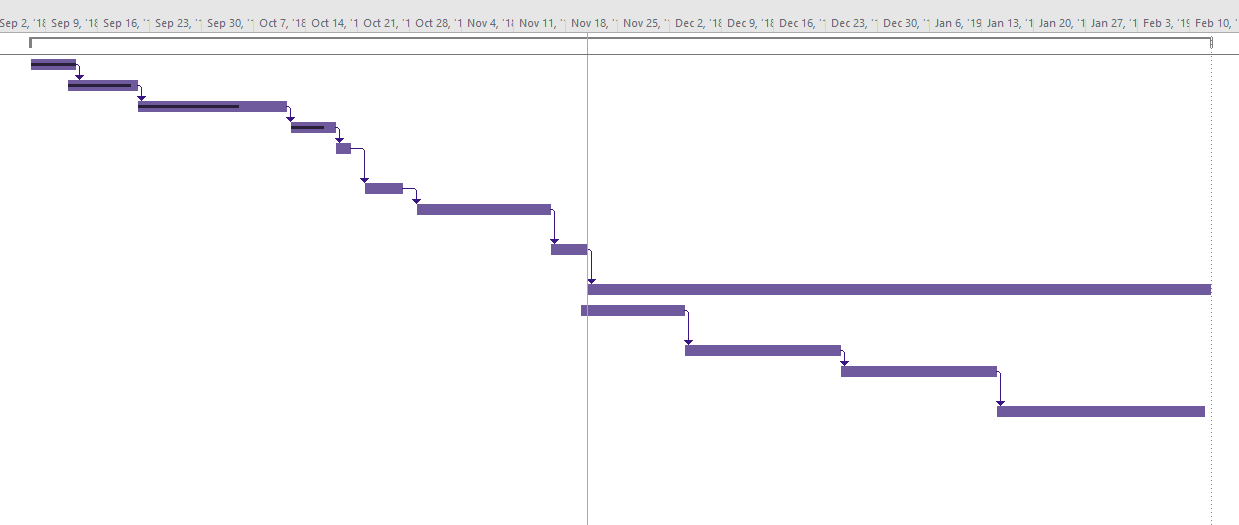 Sep 2, '18 Sep 9, '18 Sep 16, '1 Sep 23, '1 Sep 30, '1 Oct 7, '18 Oct 14, '1 Oct 21, '1 Oct 28, '1 Nov 4, '18 Nov 11, '1 Nov 18, '1 Nov 25, '1 Dec 2, '18 Dec 9, '18 Dec 16, '1 Dec 23, '1 Dec 30, '1 Jan 6, '19 Jan 13, '1 Jan 20, '1 Jan 27, '1 Feb 3, '19 Feb 10, '